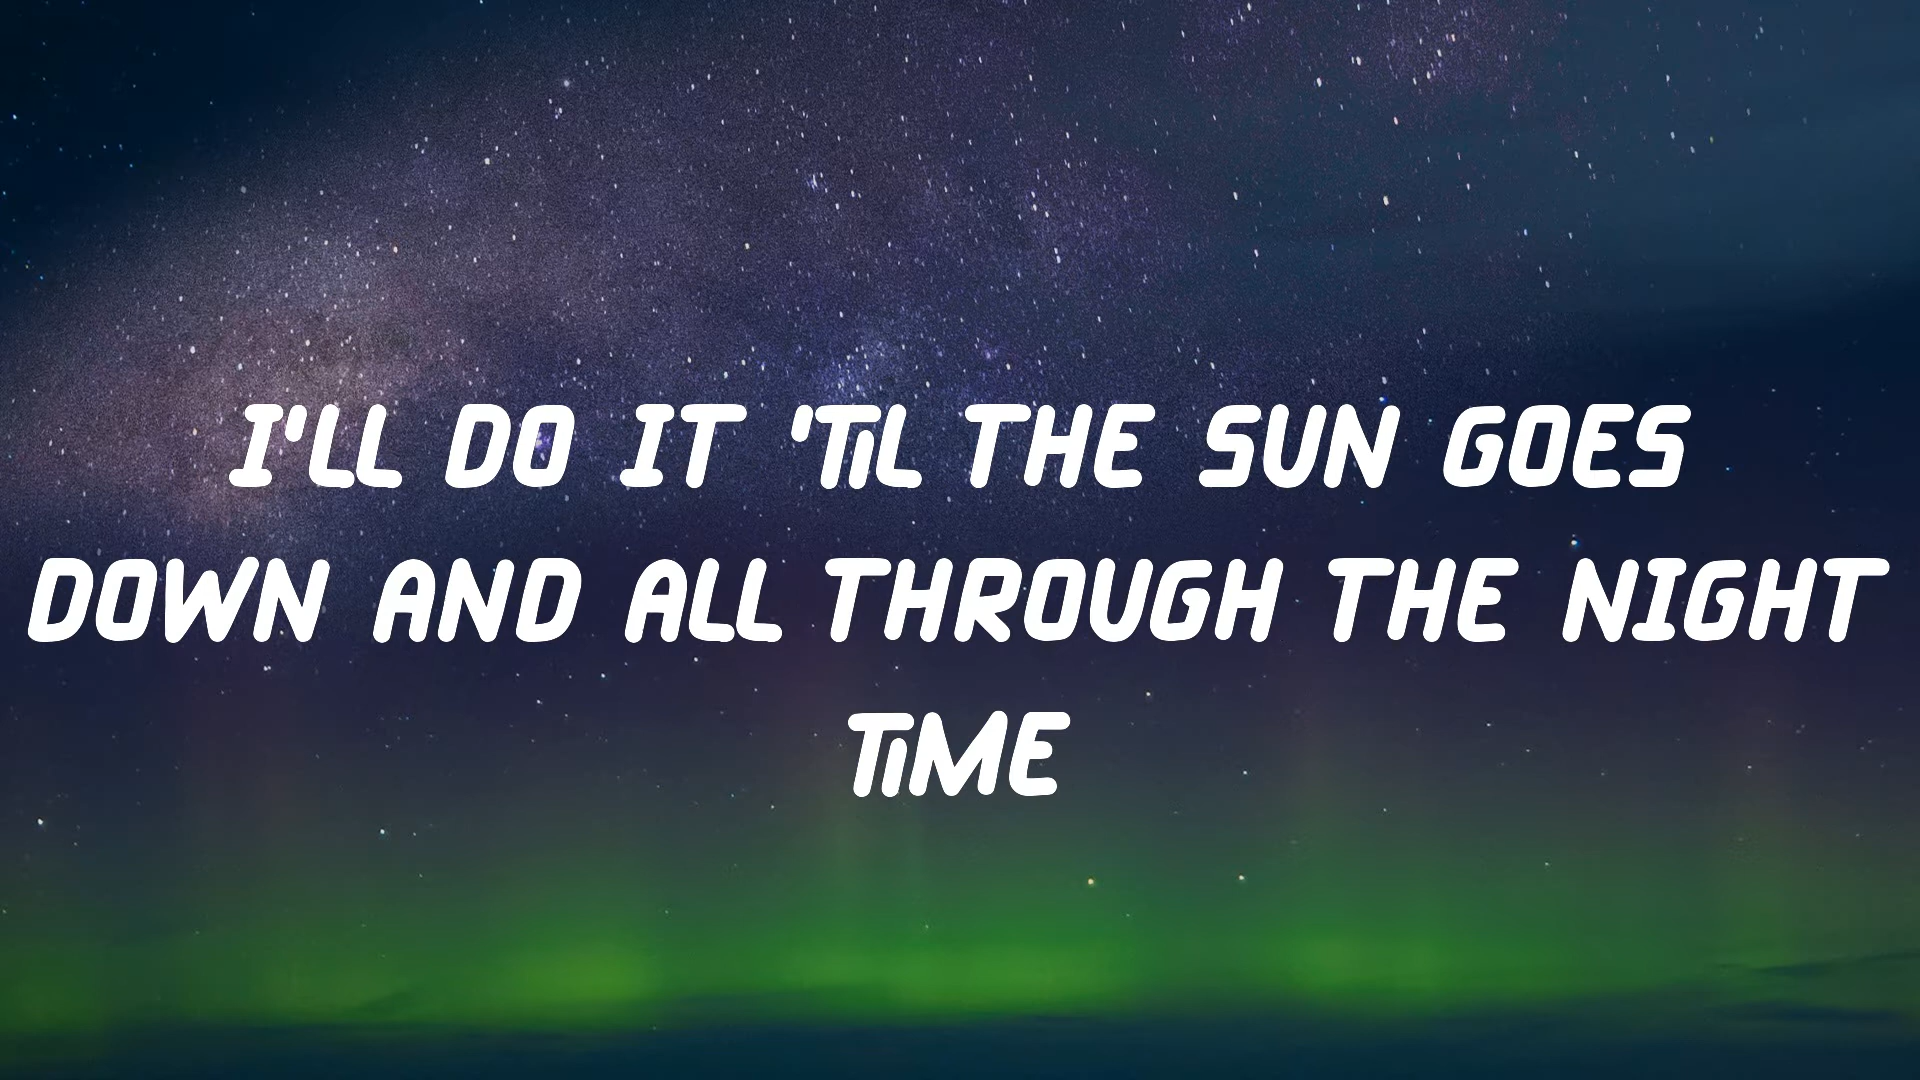 I'LL DO IT 'TIL THE SUN GOES
DOWN AND ALL THROUGH THE NIGHT
TIME